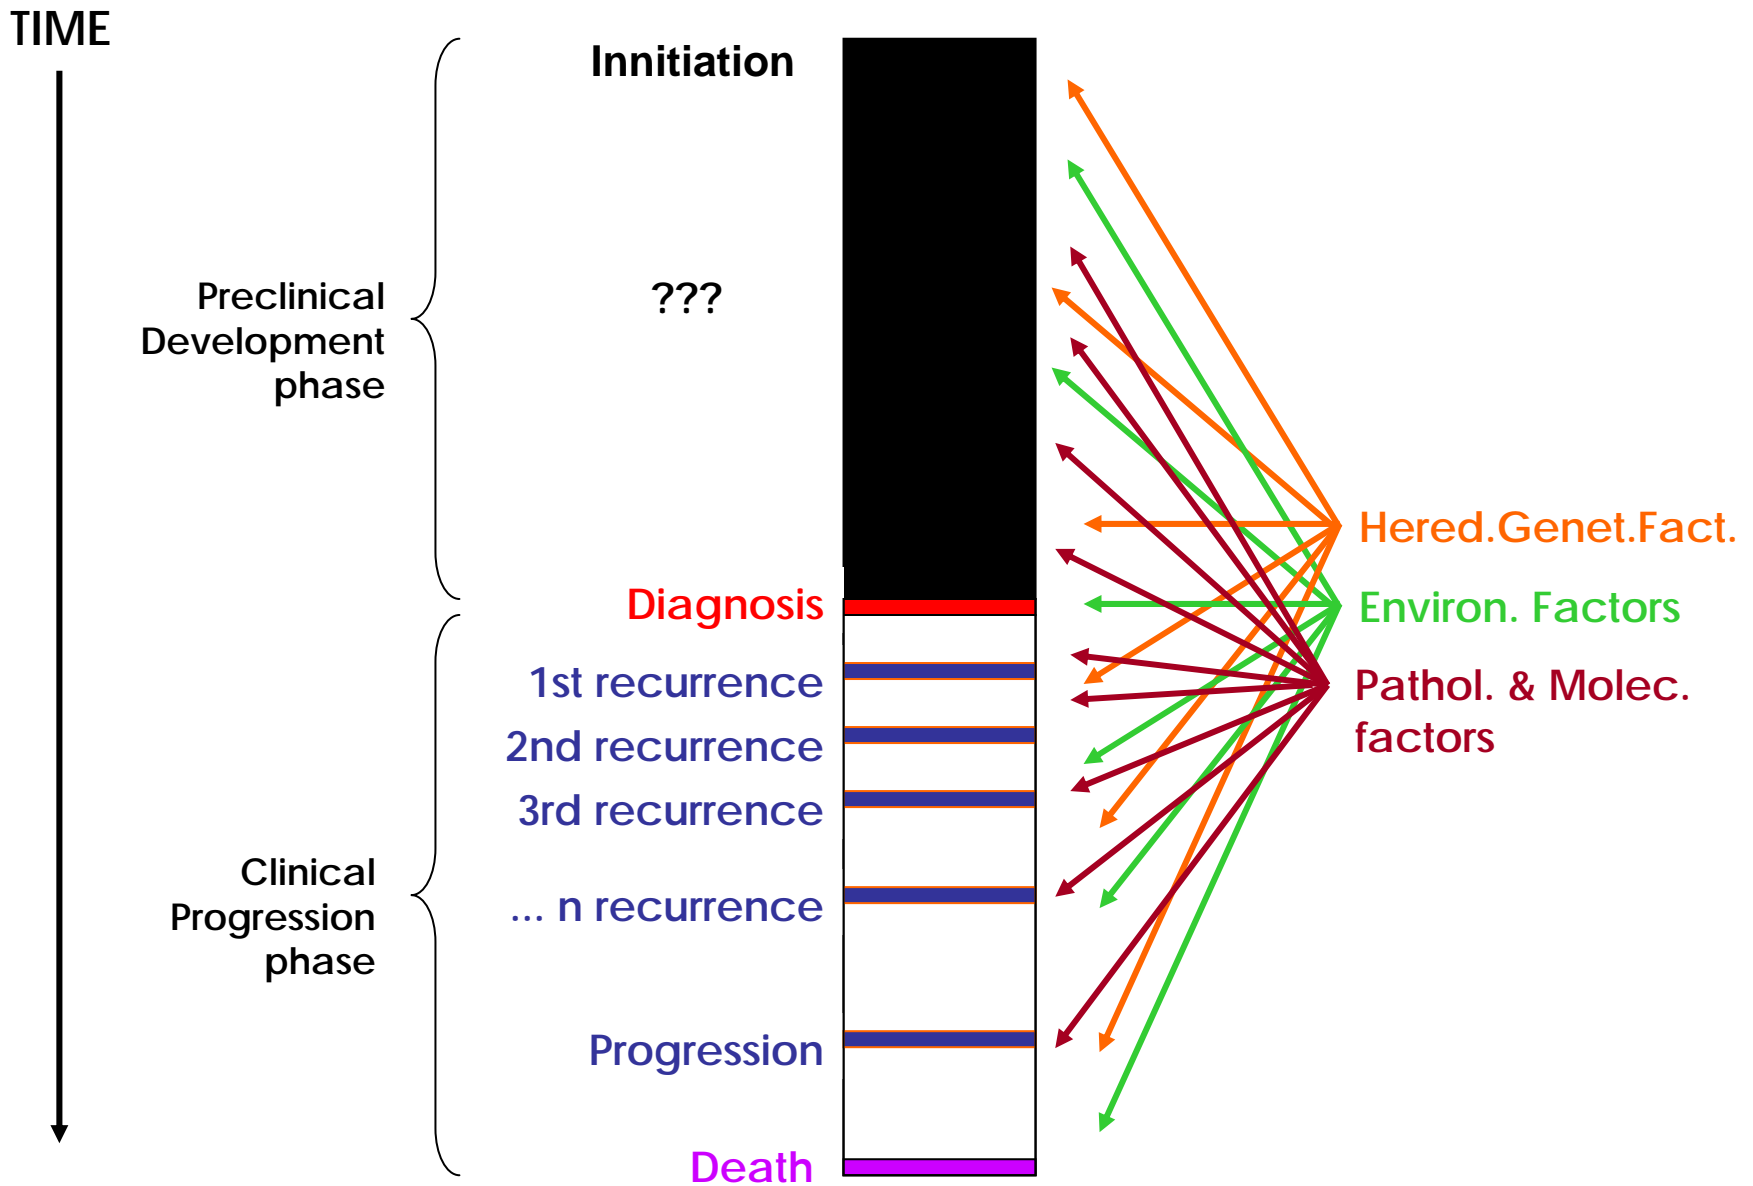 TIME
Innitiation
Preclinical
Development
phase
???
Hered.Genet.Fact.
Diagnosis
Environ. Factors
1st recurrence
Pathol. & Molec.
factors
2nd recurrence
3rd recurrence
Clinical
Progression
phase
... n recurrence
Progression
Death